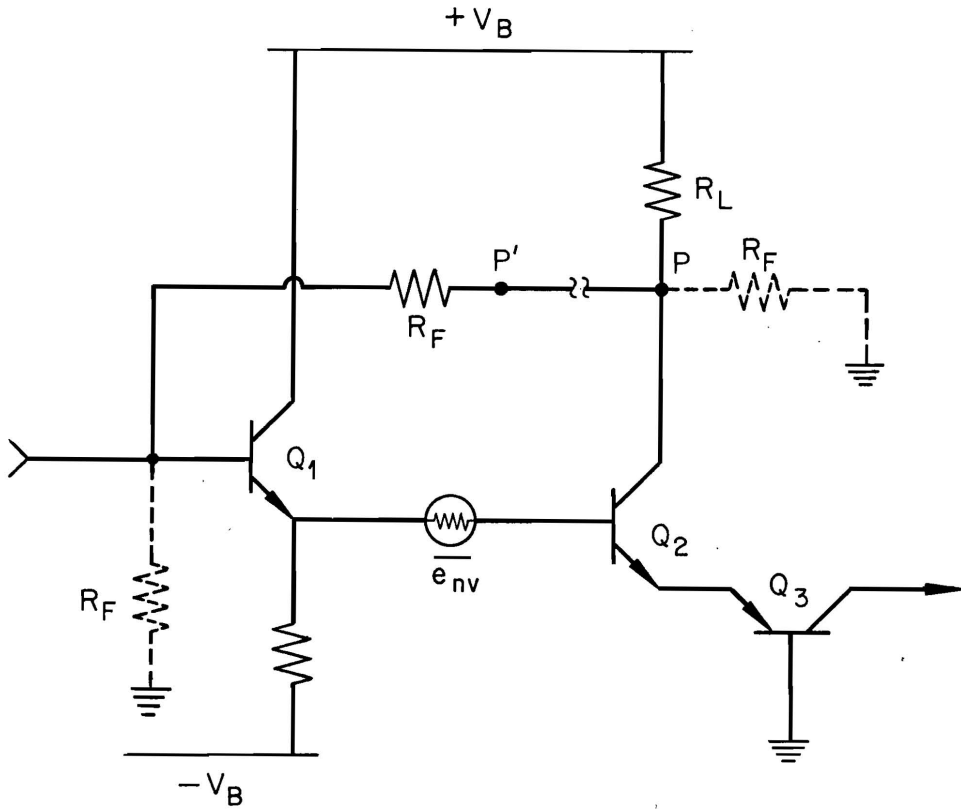 + V_B
R_L
P'
P
R_F
R_F
Q_1
Q_2
e_nv
Q_3
R_F
− V_B